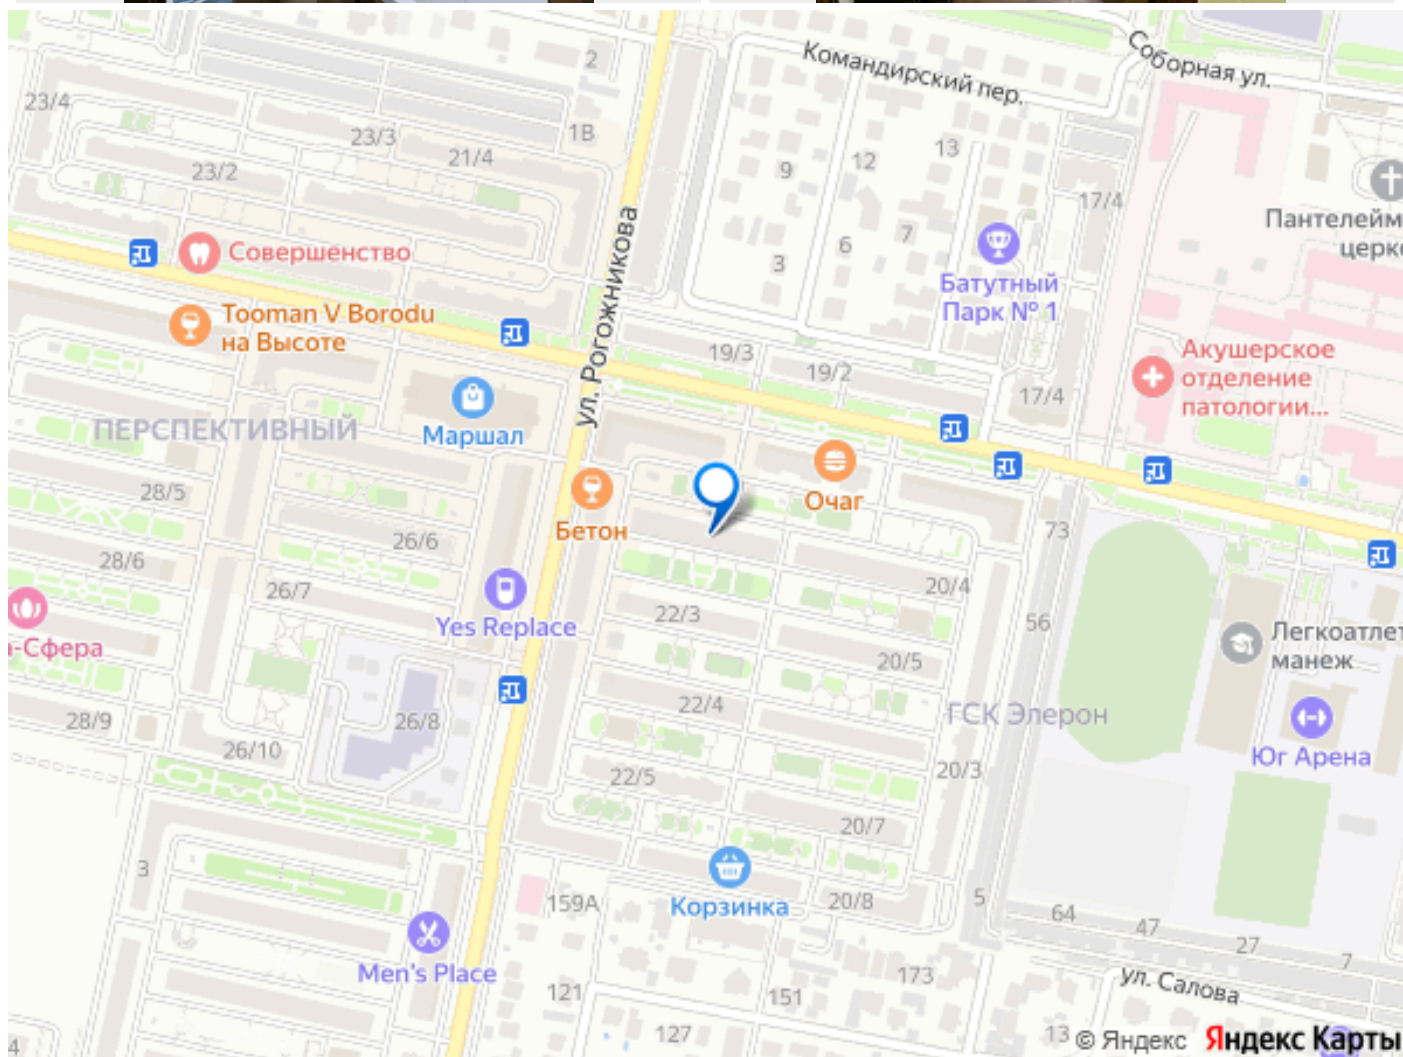 Соборная ул.
Командирский пер.
2
23/4
23/3
1В
21/4
23/2
9
12
13
17/4
Пантелейм
церк
ул. Рогожникова
6
7
3
Совершенство
Батутный
Парк № 1
Tooman V Borodu
на Высоте
19/3
19/2
17/4
Акушерское
отделение
патологии...
ПЕРСПЕКТИВНЫЙ
Маршал
28/5
Очаг
Бетон
73
26/6
28/6
26/7
20/4
22/3
56
Yes Replace
а-Сфера
Легкоатлет
манеж
20/5
22/4
ГСК Элерон
28/9
26/8
26/10
Юг Арена
22/5
20/3
20/7
3
159А
Корзинка
20/8
5
64
47
27
7
Men's Place
173
ул. Салова
121
151
127
13
4
© Яндекс Яндекс Карты